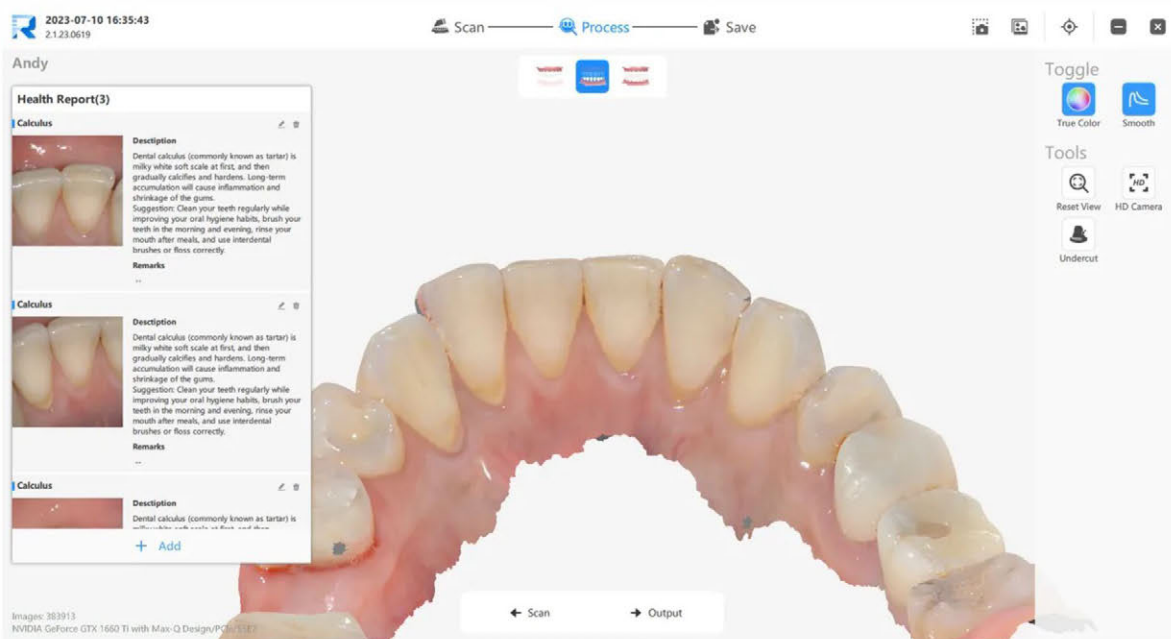 2023-07-10 16:35:43
2.1.23.0619
Scan
Process
Save
Andy
Health Report(3)
Calculus
Desctiption
Dental calculus (commonly known as tartar) is
milky white soft scale at first, and then
gradually calcifies and hardens. Long-term
accumulation will cause inflammation and
shrinkage of the gums.
Suggestion: Clean your teeth regularly while
improving your oral hygiene habits, brush your
teeth in the morning and evening, rinse your
mouth after meals, and use interdental
brushes or floss correctly.
Remarks
--
Calculus
Desctiption
Dental calculus (commonly known as tartar) is
milky white soft scale at first, and then
gradually calcifies and hardens. Long-term
accumulation will cause inflammation and
shrinkage of the gums.
Suggestion: Clean your teeth regularly while
improving your oral hygiene habits, brush your
teeth in the morning and evening, rinse your
mouth after meals, and use interdental
brushes or floss correctly.
Remarks
--
Calculus
Desctiption
Dental calculus (commonly known as tartar) is
+ Add
Toggle
True Color
Smooth
Tools
Reset View
HD
HD Camera
Undercut
Scan
Output
Images: 383913
NVIDIA GeForce GTX 1660 Ti with Max-Q